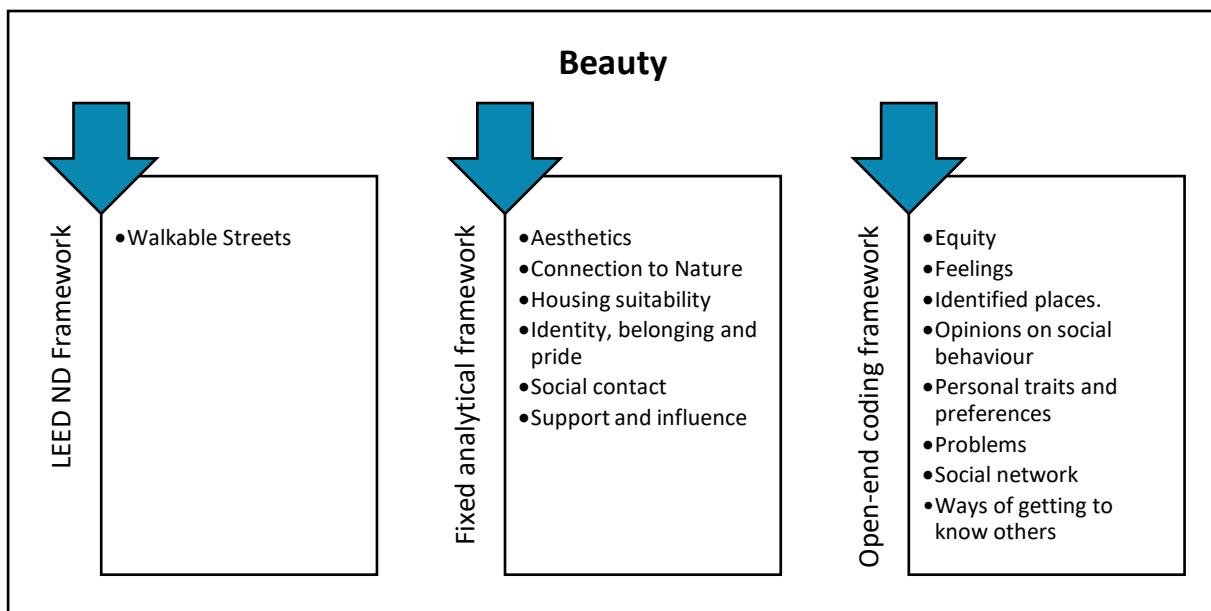 Beauty
LEED ND Framework
•Walkable Streets
Fixed analytical framework
•Aesthetics
•Connection to Nature
•Housing suitability
•Identity, belonging and
pride
•Social contact
•Support and influence
Open-end coding framework
•Equity
•Feelings
•Identified places.
•Opinions on social
behaviour
•Personal traits and
preferences
•Problems
•Social network
•Ways of getting to
know others